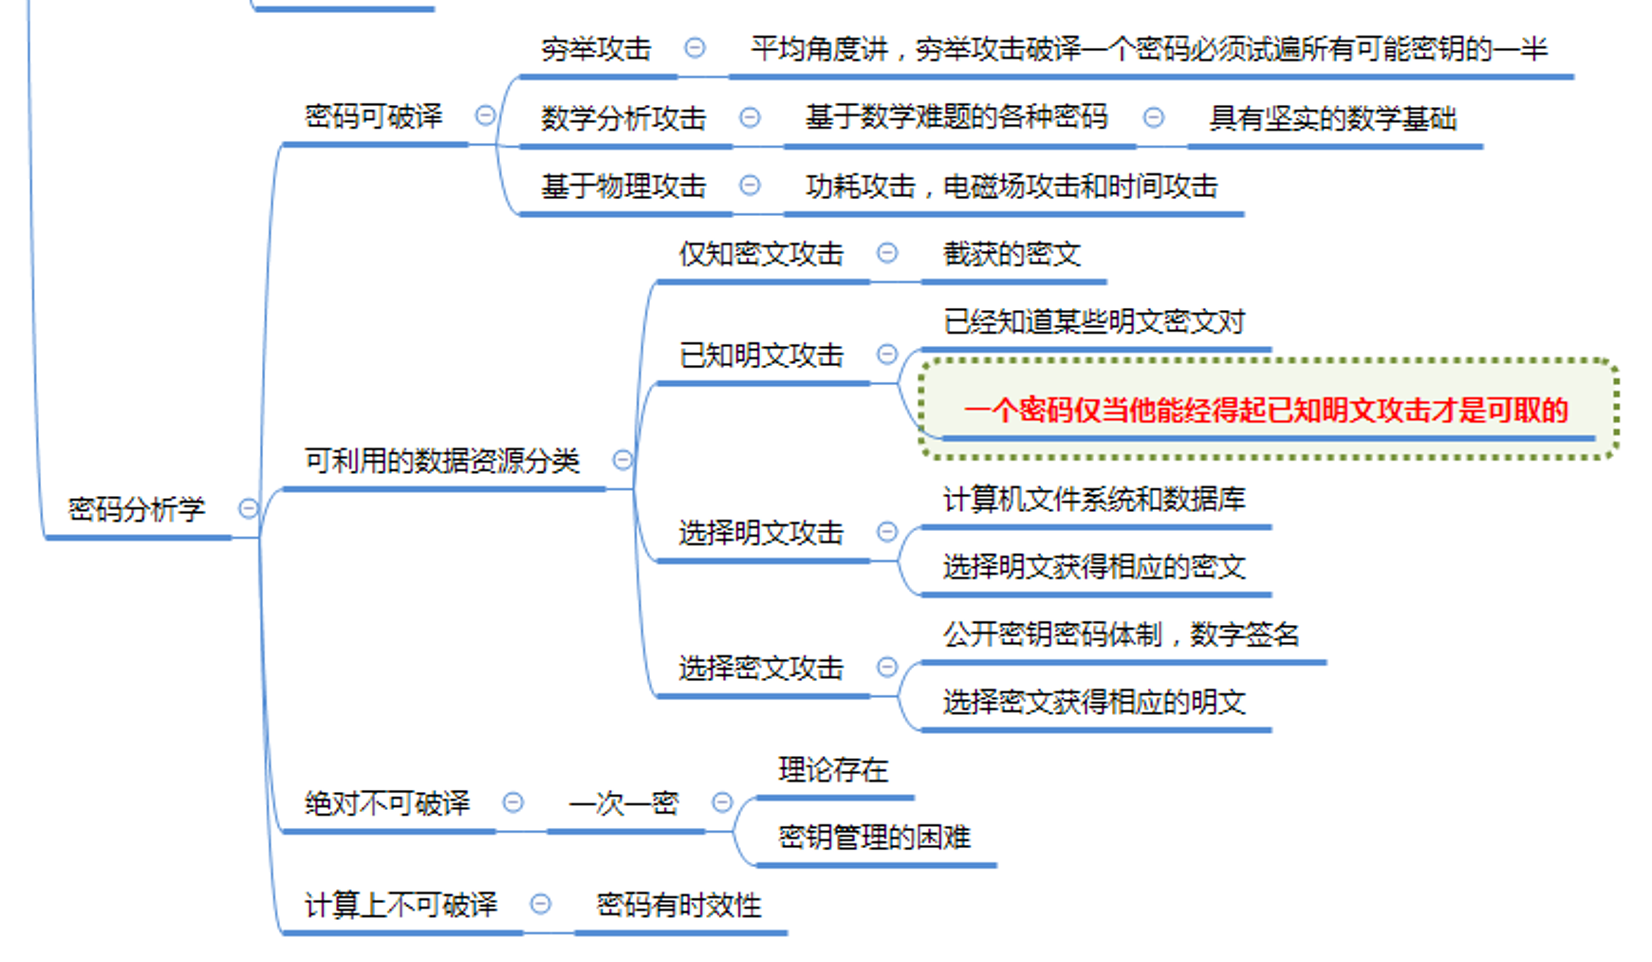 穷举攻击
平均角度讲，穷举攻击破译一个密码必须试遍所有可能密钥的一半
密码可破译
数学分析攻击
基于数学难题的各种密码
具有坚实的数学基础
基于物理攻击
功耗攻击，电磁场攻击和时间攻击
仅知密文攻击
截获的密文
已经知道某些明文密文对
已知明文攻击
一个密码仅当他能经得起已知明文攻击才是可取的
可利用的数据资源分类
密码分析学
计算机文件系统和数据库
选择明文攻击
选择明文获得相应的密文
公开密钥密码体制，数字签名
选择密文攻击
选择密文获得相应的明文
理论存在
绝对不可破译
一次一密
密钥管理的困难
计算上不可破译
密码有时效性